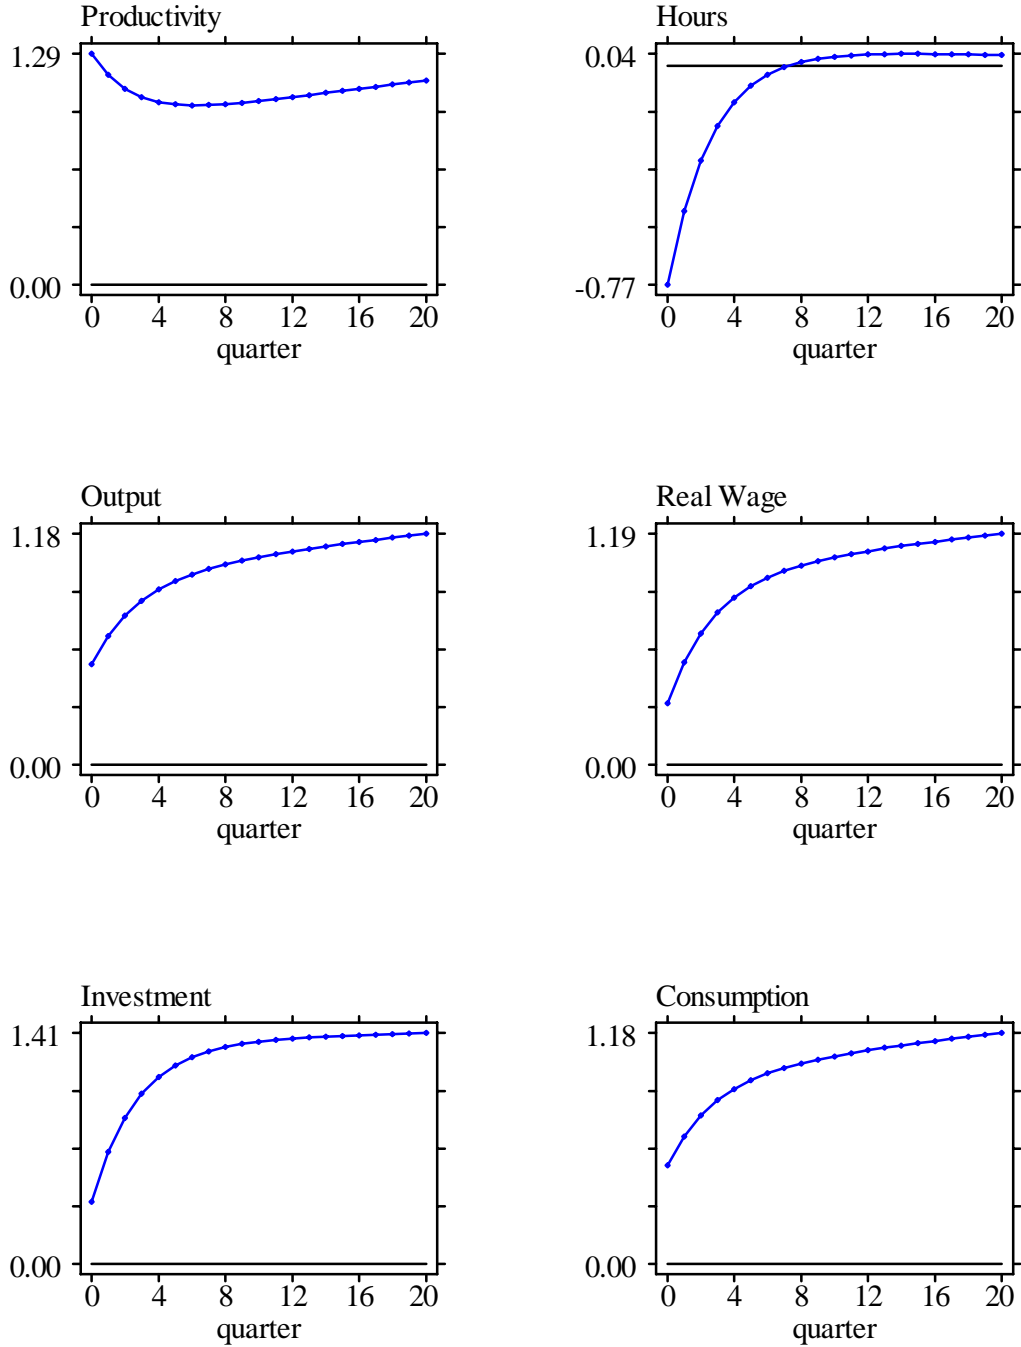 Productivity
1.29
0.00
0 4 8 12 16 20
quarter
Hours
0.04
-0.77
0 4 8 12 16 20
quarter
Output
1.18
0.00
0 4 8 12 16 20
quarter
Real Wage
1.19
0.00
0 4 8 12 16 20
quarter
Investment
1.41
0.00
0 4 8 12 16 20
quarter
Consumption
1.18
0.00
0 4 8 12 16 20
quarter